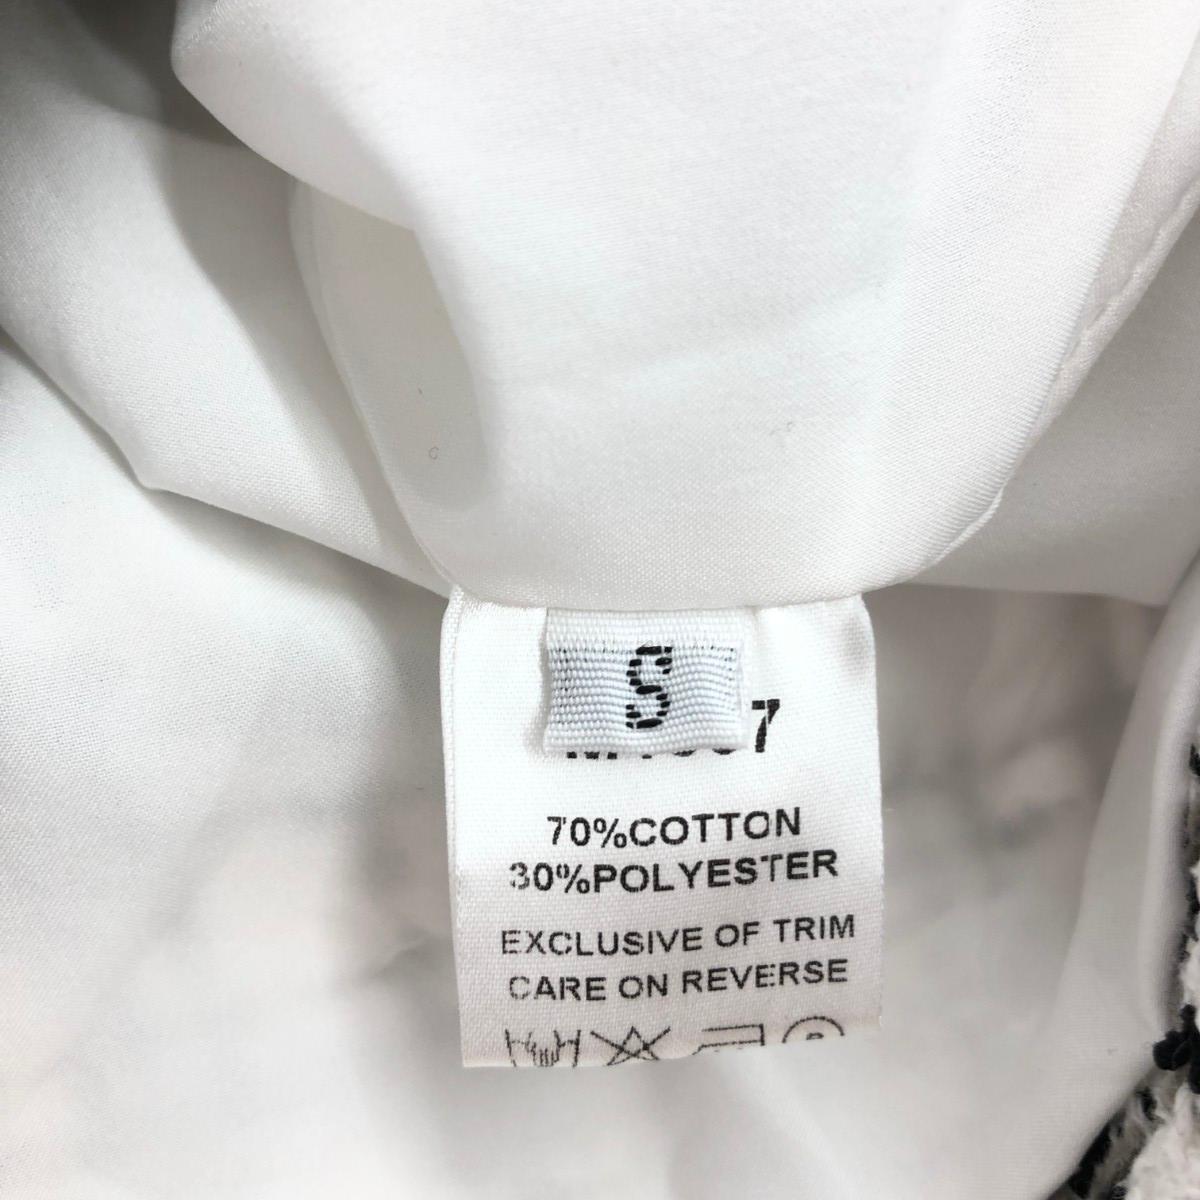 S
70%COTTON
30%POLYESTER
EXCLUSIVE OF TRIM
CARE ON REVERSE